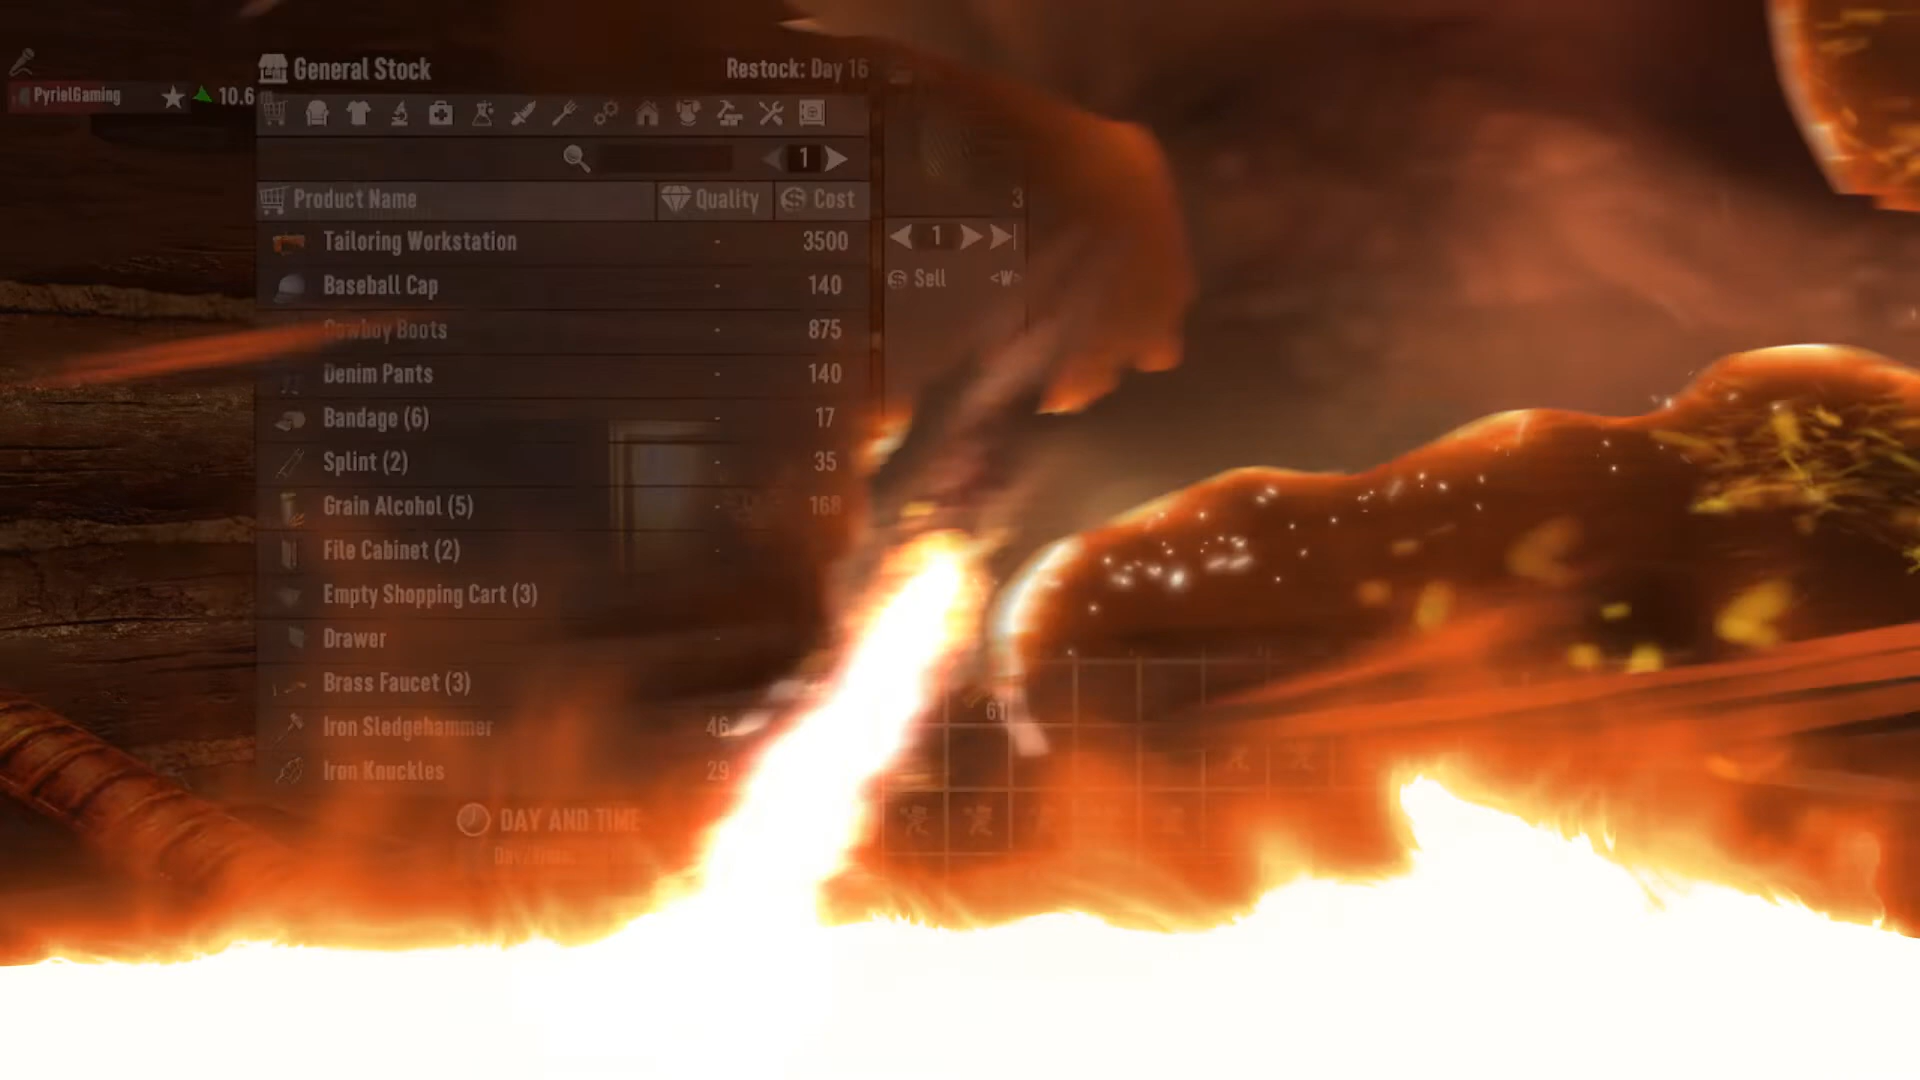 General Stock
Restock: Day 16
PyrielGaming
10.6
1
3
Product Name
Quality
Cost
Tailoring Workstation - 3500
1
Baseball Cap - 140
Sell <W>
Cowboy Boots - 875
Denim Pants - 140
Bandage (6) - 17
Splint (2) - 35
Grain Alcohol (5) - 168
File Cabinet (2) -
Empty Shopping Cart (3)
Drawer -
Brass Faucet (3)
61
Iron Sledgehammer 46
Iron Knuckles 29
DAY AND TIME